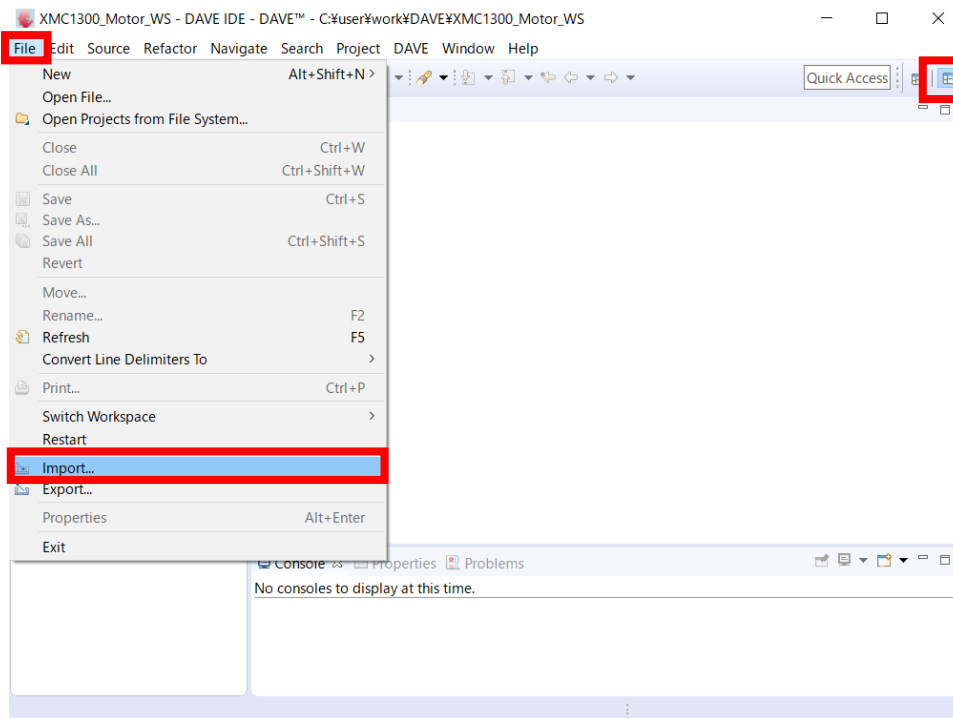 XMC1300_Motor_WS - DAVE IDE - DAVE™ - C:¥user¥work¥DAVE¥XMC1300_Motor_WS
File Edit Source Refactor Navigate Search Project DAVE Window Help
Quick Access
New Alt+Shift+N >
Open File...
Open Projects from File System...
Close Ctrl+W
Close All Ctrl+Shift+W
Save Ctrl+S
Save As...
Save All Ctrl+Shift+S
Revert
Move...
Rename... F2
Refresh F5
Convert Line Delimiters To >
Print... Ctrl+P
Switch Workspace >
Restart
Import...
Export...
Properties Alt+Enter
Exit
Console Properties Problems
No consoles to display at this time.